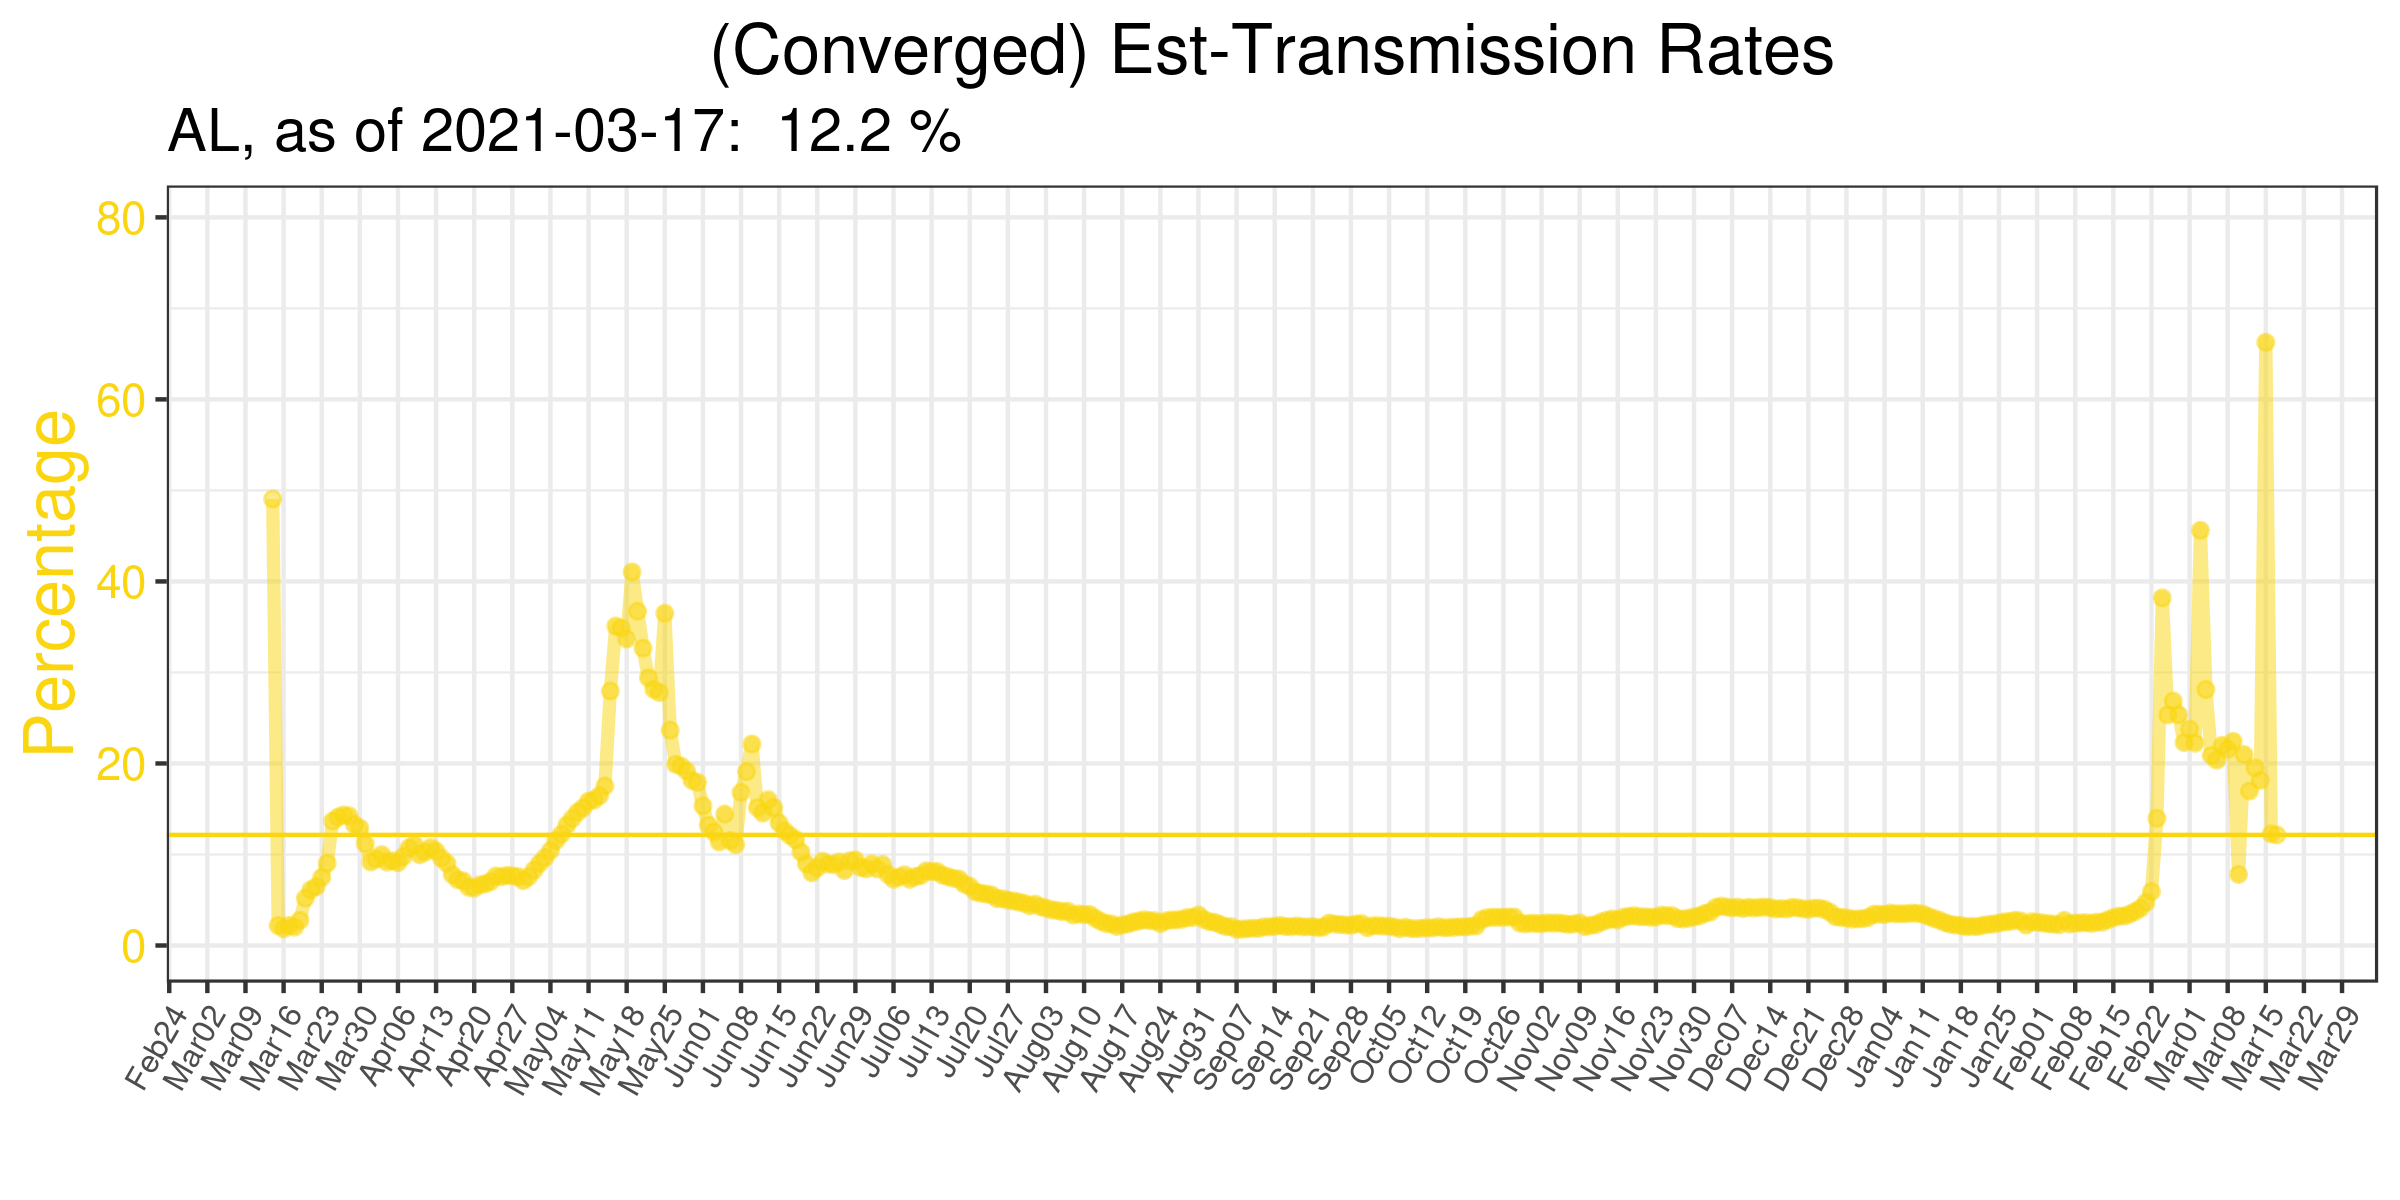 (Converged) Est-Transmission Rates
AL, as of 2021-03-17:  12.2 %
Percentage
80
60
40
20
0
Feb24
Mar02
Mar09
Mar16
Mar23
Mar30
Apr06
Apr13
Apr20
Apr27
May04
May11
May18
May25
Jun01
Jun08
Jun15
Jun22
Jun29
Jul06
Jul13
Jul20
Jul27
Aug03
Aug10
Aug17
Aug24
Aug31
Sep07
Sep14
Sep21
Sep28
Oct05
Oct12
Oct19
Oct26
Nov02
Nov09
Nov16
Nov23
Nov30
Dec07
Dec14
Dec21
Dec28
Jan04
Jan11
Jan18
Jan25
Feb01
Feb08
Feb15
Feb22
Mar01
Mar08
Mar15
Mar22
Mar29